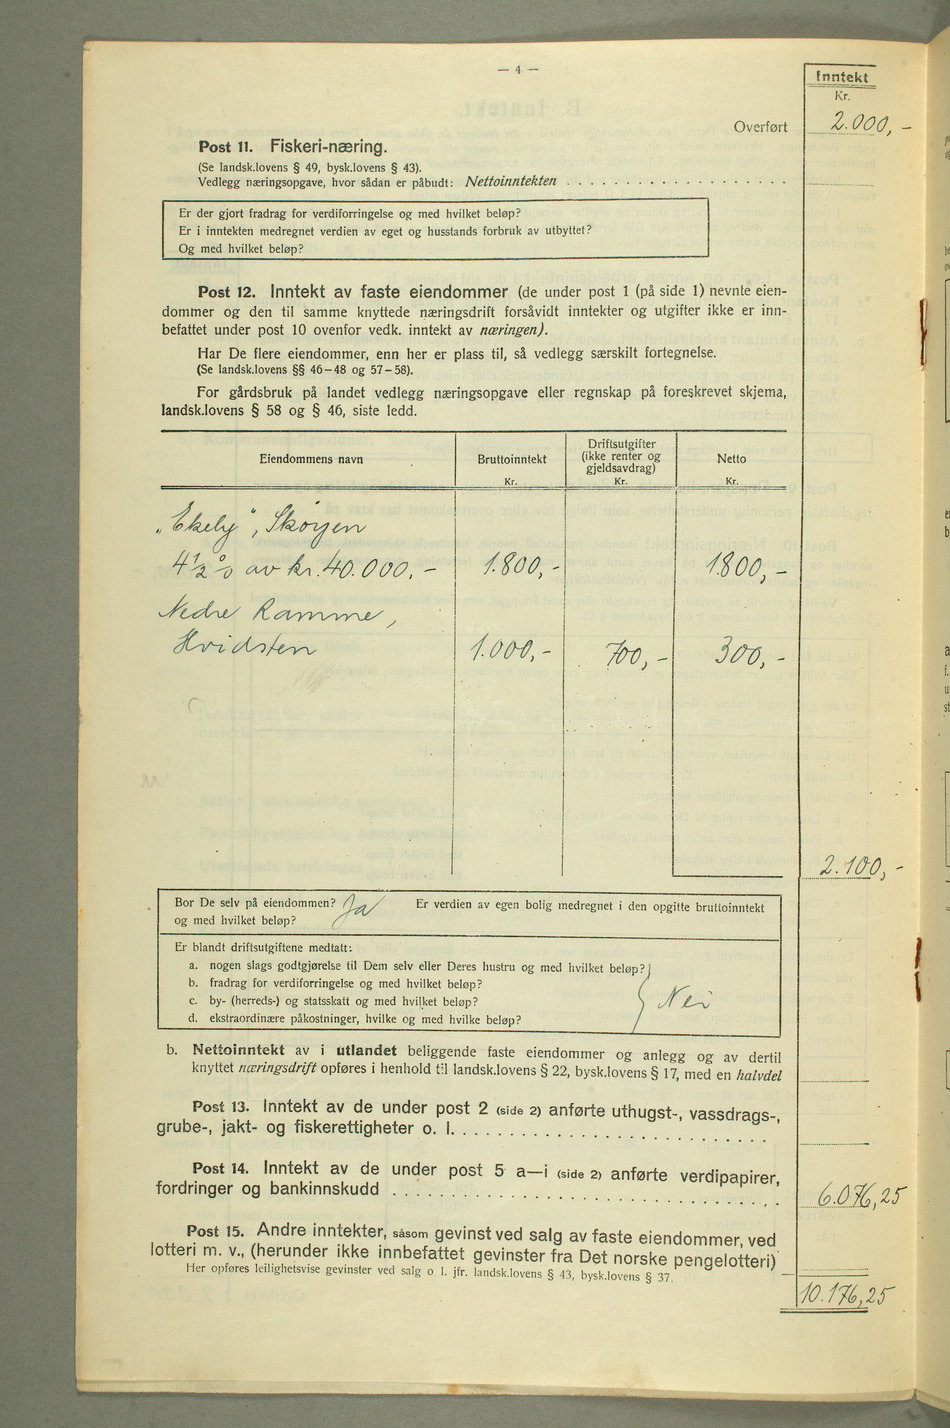 — 4 —
Inntekt
Kr.
Overført 2.000,-
Post 11. Fiskeri-næring.
(Se landsk.lovens § 49, bysk.lovens § 43).
Vedlegg næringsopgave, hvor sådan er påbudt: Nettoinntekten . . . . . . . . . . . . . . . .
Er der gjort fradrag for verdiforringelse og med hvilket beløp?
Er i inntekten medregnet verdien av eget og husstands forbruk av utbyttet?
Og med hvilket beløp?
Post 12. Inntekt av faste eiendommer (de under post 1 (på side 1) nevnte eien-
dommer og den til samme knyttede næringsdrift forsåvidt inntekter og utgifter ikke er inn-
befattet under post 10 ovenfor vedk. inntekt av næringen).
Har De flere eiendommer, enn her er plass til, så vedlegg særskilt fortegnelse.
(Se landsk.lovens §§ 46—48 og 57—58).
For gårdsbruk på landet vedlegg næringsopgave eller regnskap på foreskrevet skjema,
landsk.lovens § 58 og § 46, siste ledd.
Eiendommens navn
Bruttoinntekt
Kr.
Driftsutgifter
(ikke renter og
gjeldsavdrag)
Kr.
Netto
Kr.
„Ekely", Skøyen
4½ % av kr. 40.000,- 1.800,- 1.800,-
Nedre Ramme,
Hvidsten 1.000,- 700,- 300,-
2.100,-
Bor De selv på eiendommen? Ja Er verdien av egen bolig medregnet i den opgitte bruttoinntekt
og med hvilket beløp?
Er blandt driftsutgiftene medtatt:
a. nogen slags godtgjørelse til Dem selv eller Deres hustru og med hvilket beløp?
b. fradrag for verdiforringelse og med hvilket beløp?
c. by- (herreds-) og statsskatt og med hvilket beløp? Nei
d. ekstraordinære påkostninger, hvilke og med hvilke beløp?
b. Nettoinntekt av i utlandet beliggende faste eiendommer og anlegg og av dertil
knyttet næringsdrift opføres i henhold til landsk.lovens § 22, bysk.lovens § 17, med en halvdel
Post 13. Inntekt av de under post 2 (side 2) anførte uthugst-, vassdrags-,
grube-, jakt- og fiskerettigheter o. l. . . . . . . . . . . . . . . . . . . . . . . . . . .
Post 14. Inntekt av de under post 5 a—i (side 2) anførte verdipapirer,
fordringer og bankinnskudd . . . . . . . . . . . . . . . . . . . . . . . . . . . . . . 6.076,25
Post 15. Andre inntekter, såsom gevinst ved salg av faste eiendommer, ved
lotteri m. v., (herunder ikke innbefattet gevinster fra Det norske pengelotteri)
Her opføres leilighetsvise gevinster ved salg o. l. jfr. landsk.lovens § 43, bysk.lovens § 37.
10.176,25